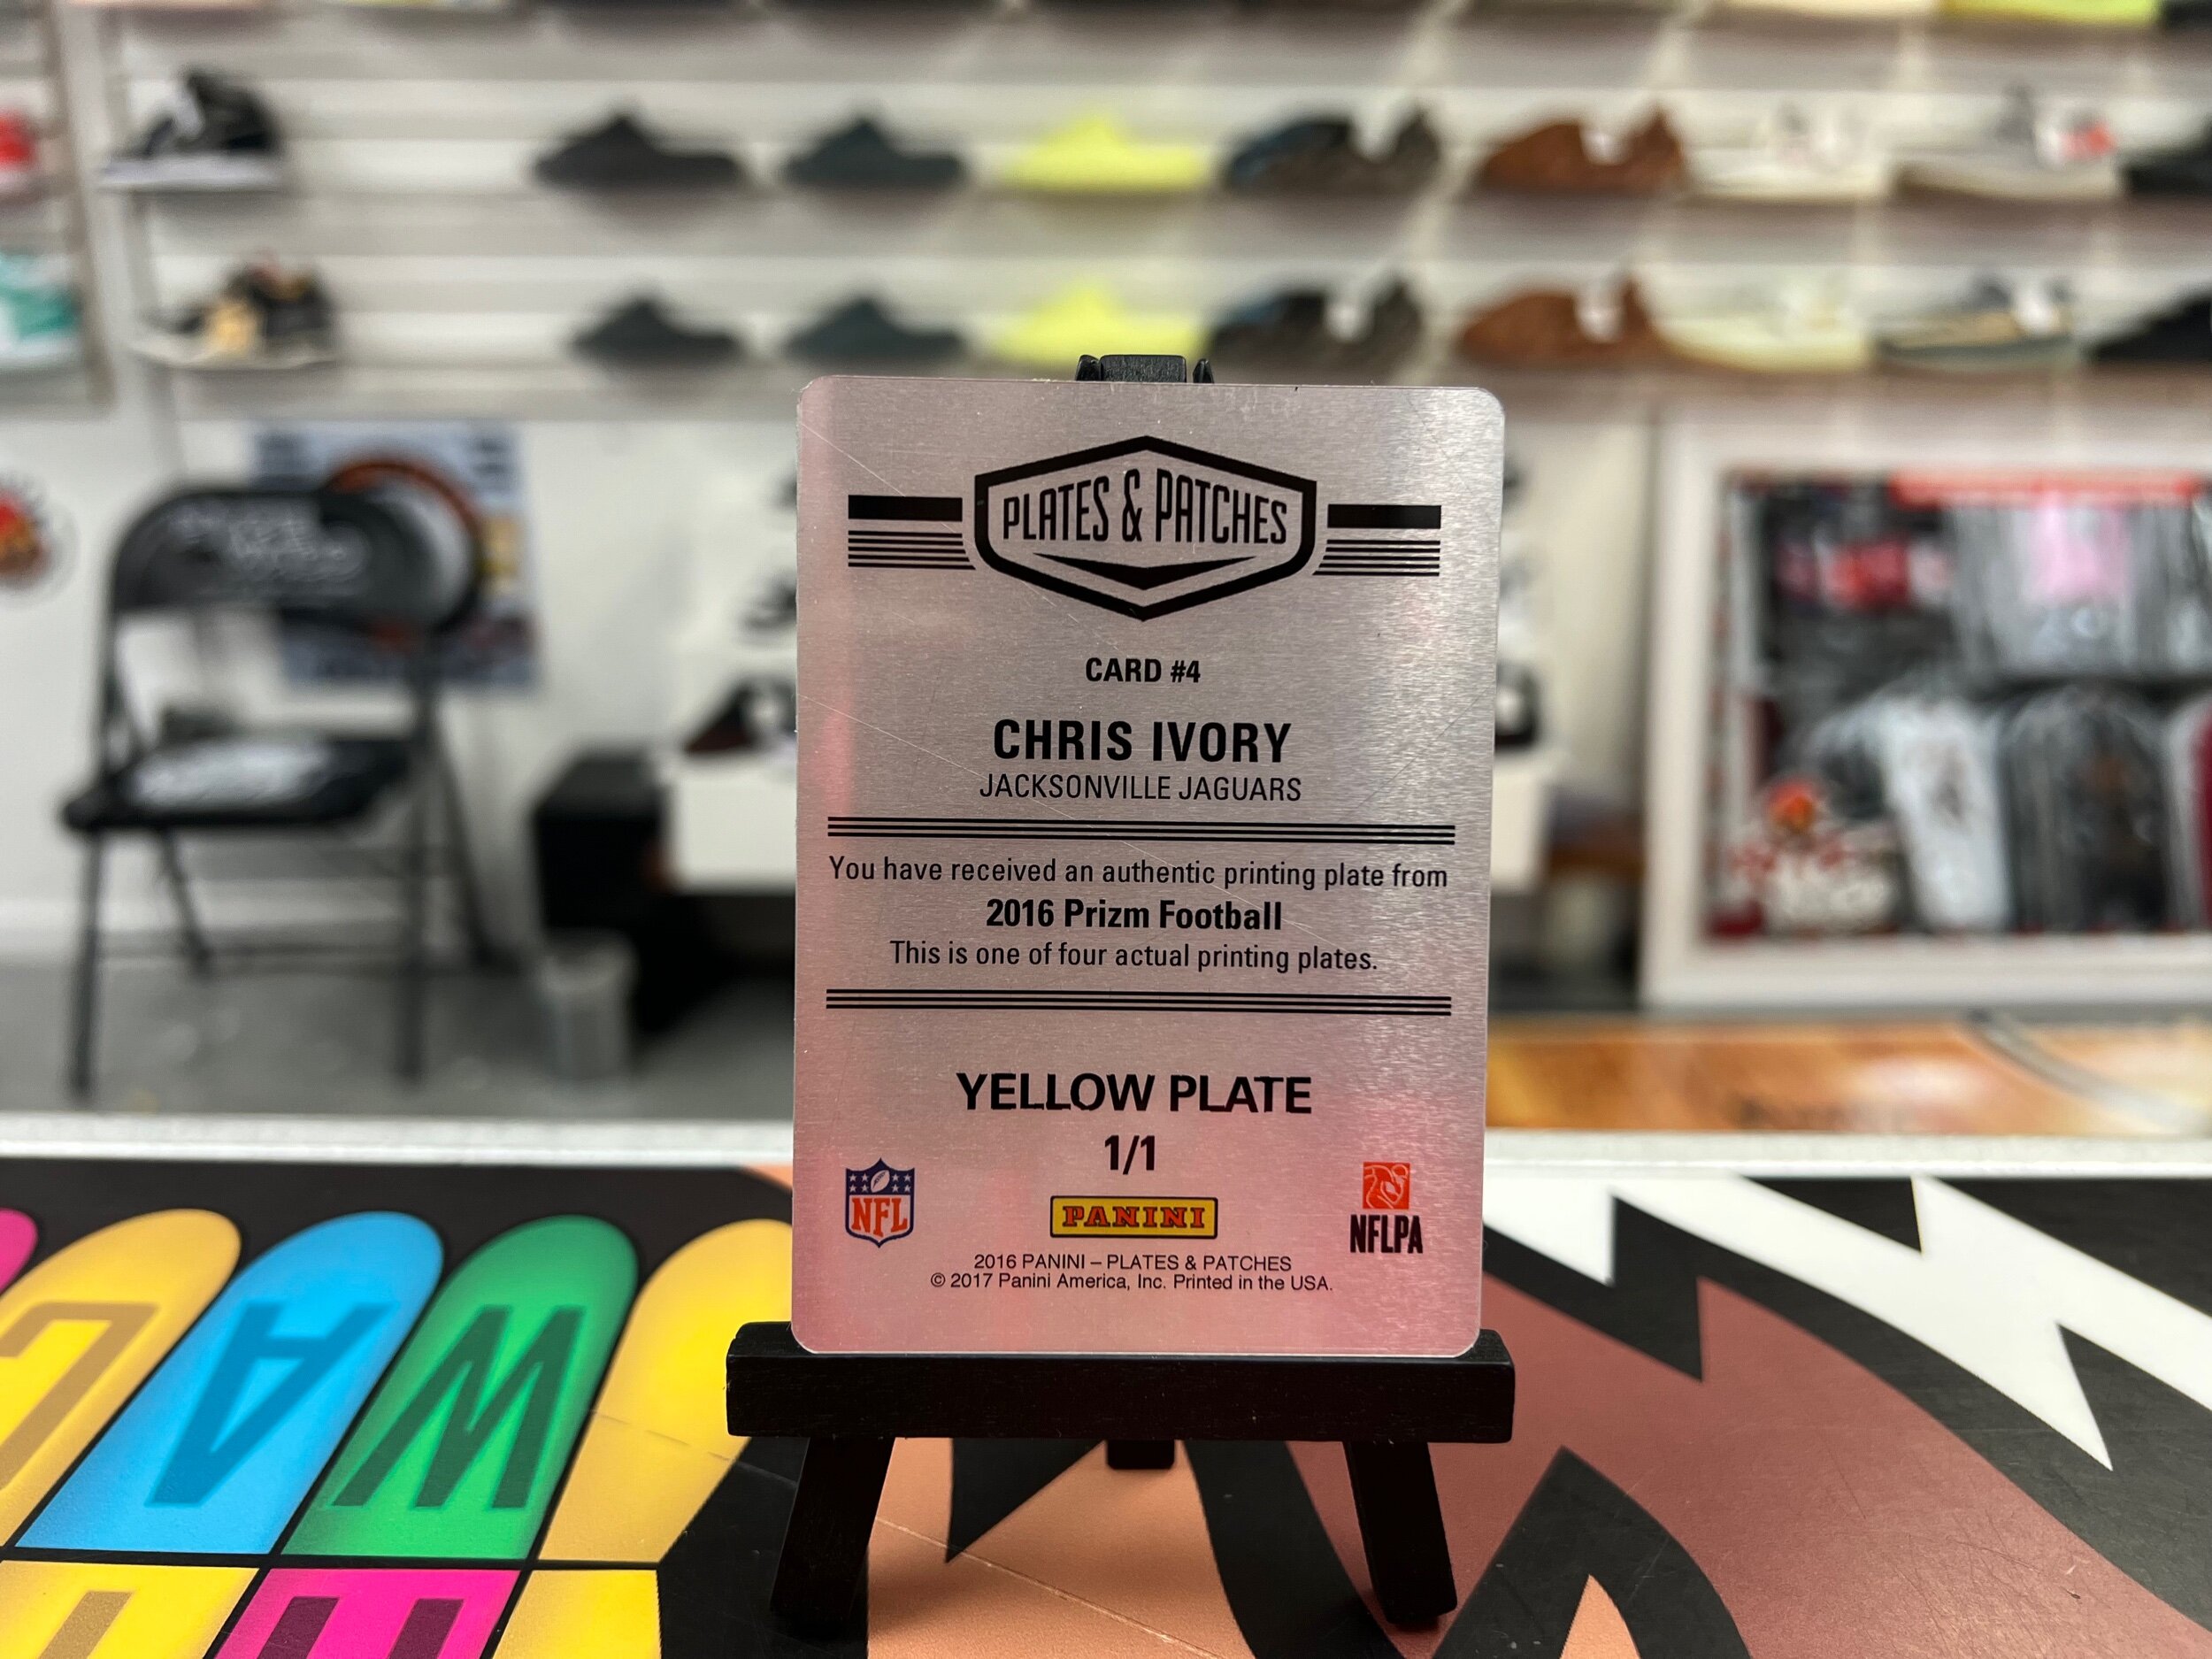 PLATES & PATCHES
CARD #4
CHRIS IVORY
JACKSONVILLE JAGUARS
You have received an authentic printing plate from
2016 Prizm Football
This is one of four actual printing plates.
YELLOW PLATE
1/1
NFL
PANINI
NFLPA
2016 PANINI – PLATES & PATCHES
© 2017 Panini America, Inc. Printed in the USA.
C A W